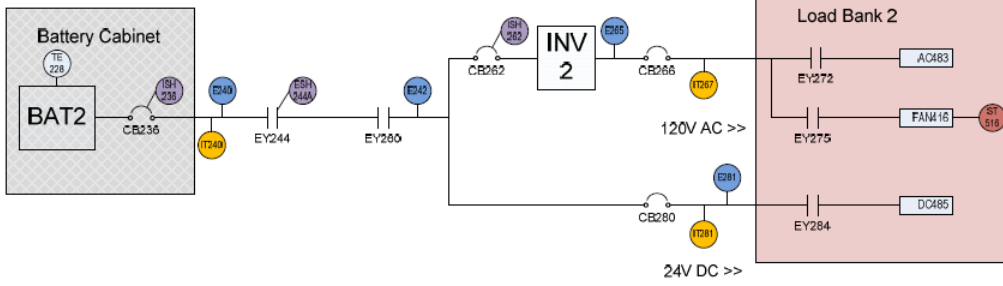 Load Bank 2
Battery Cabinet
TE
228
BAT2
ISH
236
CB236
E240
IT240
ESH
244A
EY244
E242
EY260
ISH
262
CB262
INV
2
E265
CB266
IT267
120V AC >>
EY272
AC483
EY275
FAN416
ST
516
CB280
E281
IT281
24V DC >>
EY284
DC485